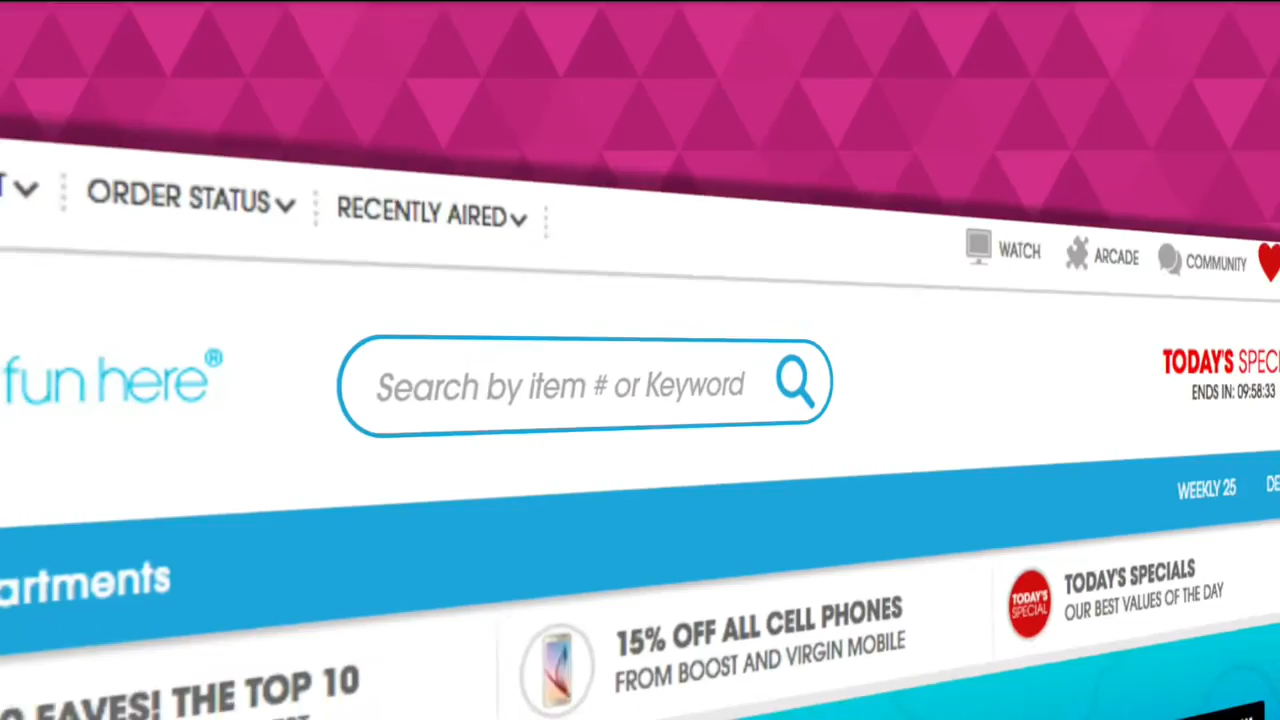 ORDER STATUS
RECENTLY AIRED
WATCH
ARCADE
COMMUNITY
fun here®
Search by item # or Keyword
TODAY'S
ENDS IN: 09:58:33
WEEKLY 25
15% OFF ALL CELL PHONES
FROM BOOST AND VIRGIN MOBILE
TODAY'S SPECIAL
TODAY'S SPECIALS
OUR BEST VALUES OF THE DAY
FAVES! THE TOP 10